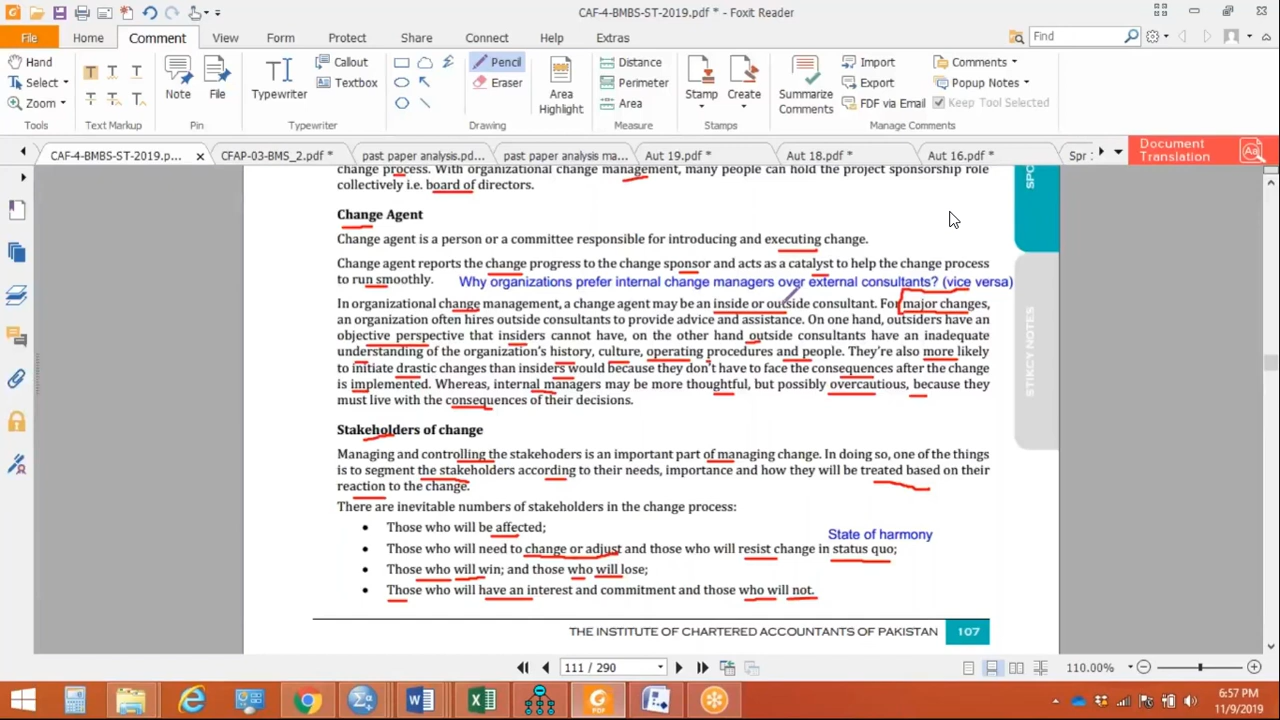 CAF-4-BMBS-ST-2019.pdf * - Foxit Reader
File Home Comment View Form Protect Share Connect Help Extras Find
Hand Pencil Callout Distance Import Comments
Select Textbox Eraser Perimeter Export Popup Notes
Zoom Note File Typewriter Area Highlight Area Stamp Create Summarize Comments FDF via Email Keep Tool Selected
Tools Text Markup Pin Typewriter Drawing Measure Stamps Manage Comments
CAF-4-BMBS-ST-2019.p... CFAP-03-BMS_2.pdf * past paper analysis.pd... past paper analysis ma... Aut 19.pdf * Aut 18.pdf * Aut 16.pdf * Spr Document Translation
change process. With organizational change management, many people can hold the project sponsorship role
collectively i.e. board of directors.
Change Agent
Change agent is a person or a committee responsible for introducing and executing change.
Change agent reports the change progress to the change sponsor and acts as a catalyst to help the change process
to run smoothly. Why organizations prefer internal change managers over external consultants? (vice versa)
In organizational change management, a change agent may be an inside or outside consultant. For major changes,
an organization often hires outside consultants to provide advice and assistance. On one hand, outsiders have an
objective perspective that insiders cannot have, on the other hand outside consultants have an inadequate
understanding of the organization's history, culture, operating procedures and people. They're also more likely
to initiate drastic changes than insiders would because they don't have to face the consequences after the change
is implemented. Whereas, internal managers may be more thoughtful, but possibly overcautious, because they
must live with the consequences of their decisions.
Stakeholders of change
Managing and controlling the stakehoders is an important part of managing change. In doing so, one of the things
is to segment the stakeholders according to their needs, importance and how they will be treated based on their
reaction to the change.
There are inevitable numbers of stakeholders in the change process:
• Those who will be affected;
State of harmony
• Those who will need to change or adjust and those who will resist change in status quo;
• Those who will win; and those who will lose;
• Those who will have an interest and commitment and those who will not.
THE INSTITUTE OF CHARTERED ACCOUNTANTS OF PAKISTAN 107
SPO
STICKY NOTES
111 / 290 110.00%
6:57 PM
11/9/2019